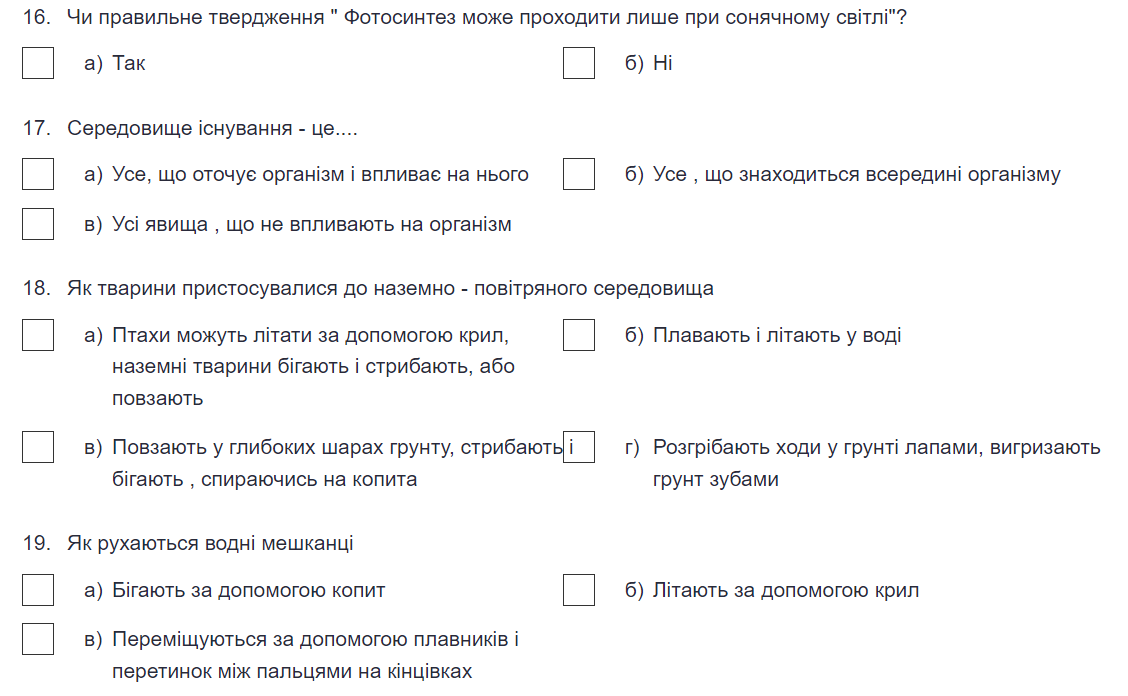 16. Чи правильне твердження " Фотосинтез може проходити лише при сонячному світлі"?
а) Так
б) Ні
17. Середовище існування - це....
а) Усе, що оточує організм і впливає на нього
б) Усе , що знаходиться всередині організму
в) Усі явища , що не впливають на організм
18. Як тварини пристосувалися до наземно - повітряного середовища
а) Птахи можуть літати за допомогою крил,
наземні тварини бігають і стрибають, або
повзають
б) Плавають і літають у воді
в) Повзають у глибоких шарах грунту, стрибають і
бігають , спираючись на копита
г) Розгрібають ходи у грунті лапами, вигризають
грунт зубами
19. Як рухаються водні мешканці
а) Бігають за допомогою копит
б) Літають за допомогою крил
в) Переміщуються за допомогою плавників і
перетинок між пальцями на кінцівках